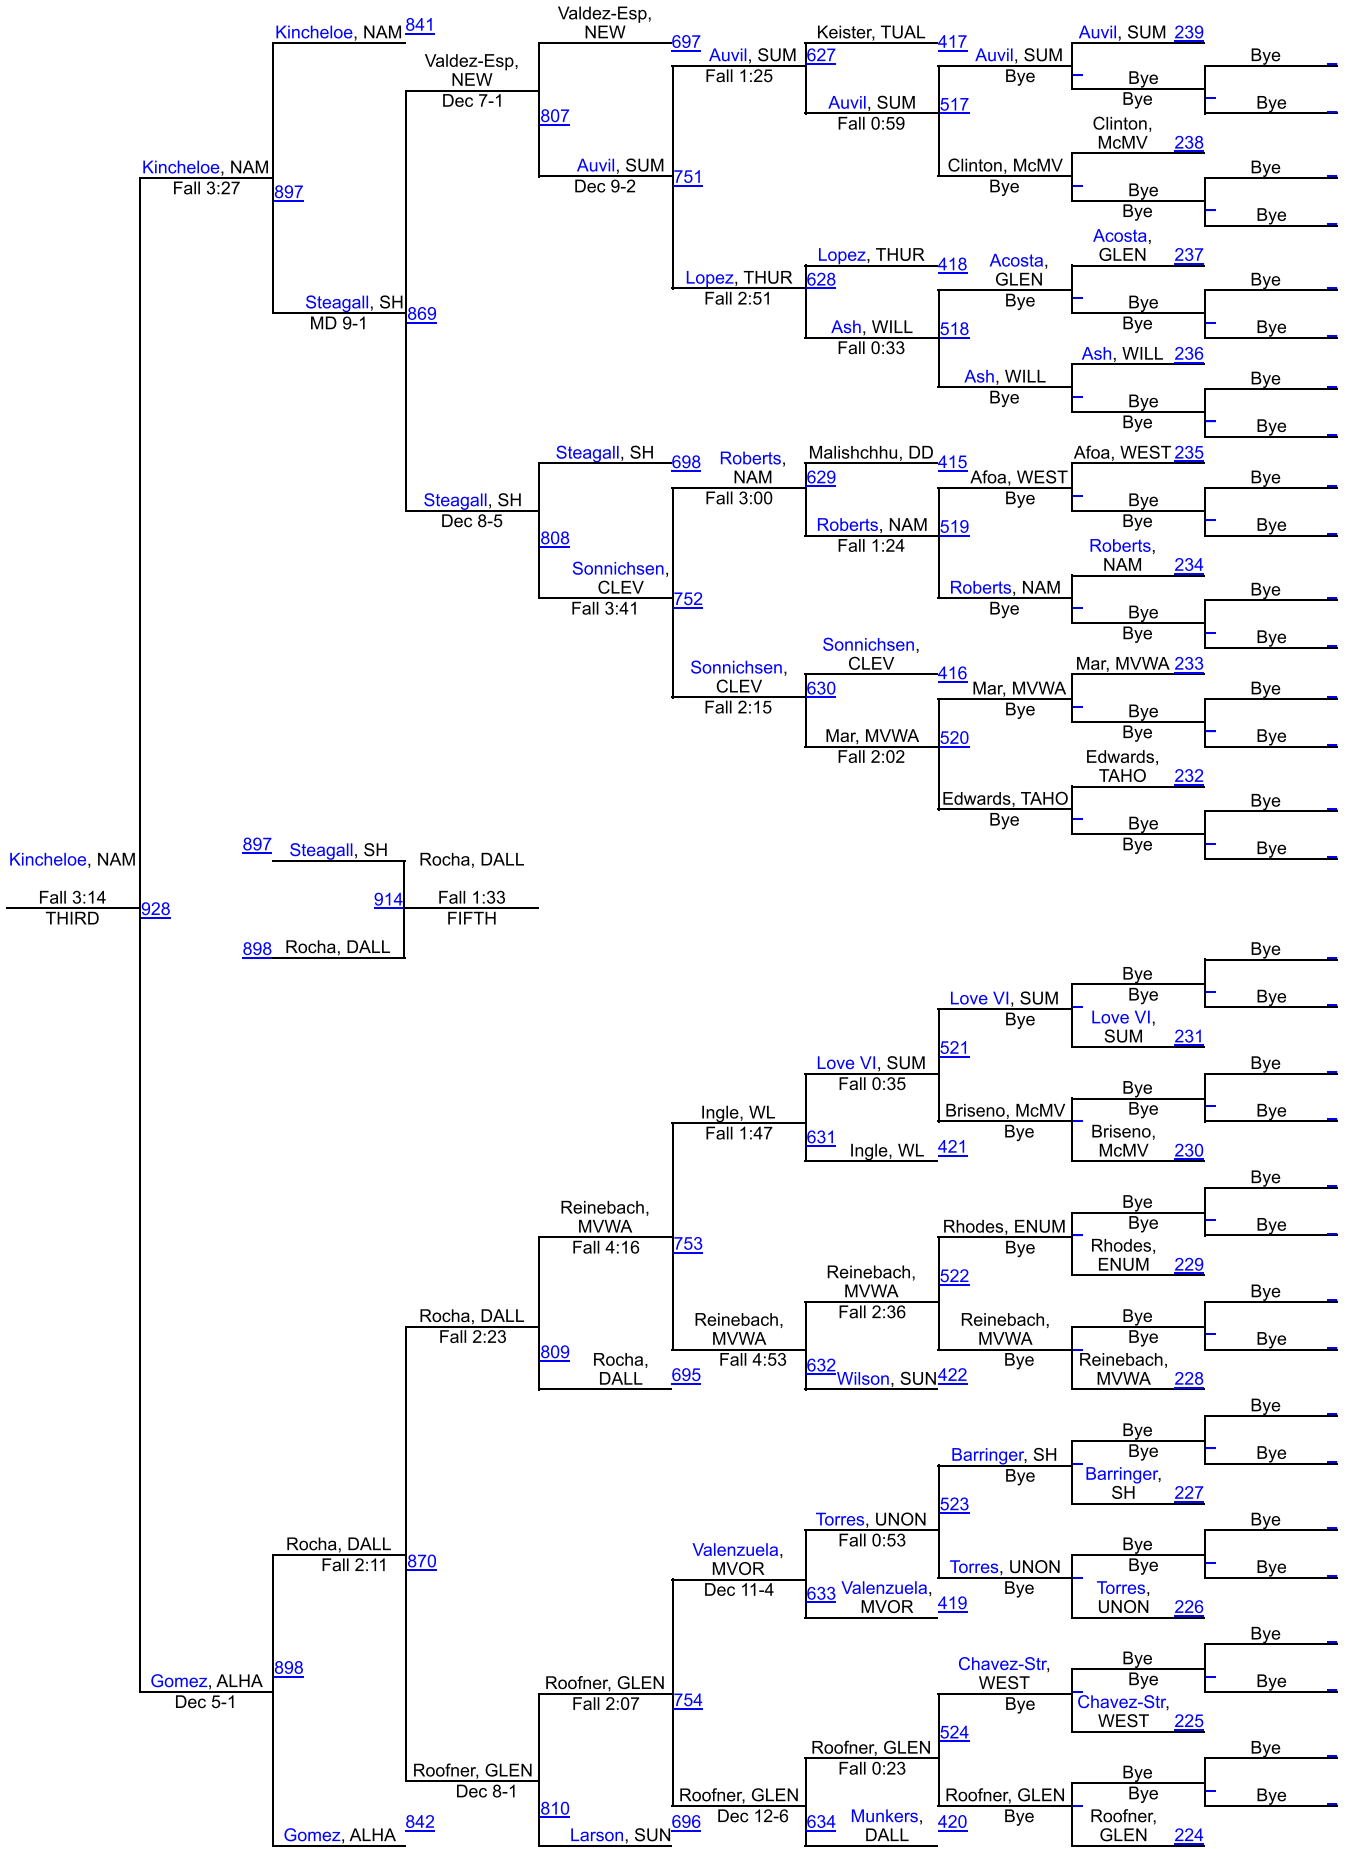 Kincheloe, NAM 841
Valdez-Esp,
NEW
Dec 7-1
Valdez-Esp,
NEW 697
Auvil, SUM
Fall 1:25
Keister, TUAL 417
627
Auvil, SUM
Bye
Auvil, SUM 239
Bye
Bye
Bye
Bye
Auvil, SUM
Fall 0:59
517
807
Clinton,
McMV 238
Kincheloe, NAM
Fall 3:27
Auvil, SUM
Dec 9-2
751
Clinton, McMV
Bye
Bye
Bye
Bye
Bye
897
Lopez, THUR
Fall 2:51
Lopez, THUR 418
628
Acosta,
GLEN
Bye
Acosta,
GLEN 237
Bye
Bye
Bye
Bye
Steagall, SH
MD 9-1
869
Ash, WILL
Fall 0:33
518
Ash, WILL 236
Ash, WILL
Bye
Bye
Bye
Bye
Bye
Steagall, SH 698
Roberts,
NAM
Fall 3:00
Malishchhu, DD 415
629
Afoa, WEST
Bye
Afoa, WEST 235
Bye
Bye
Bye
Bye
Steagall, SH
Dec 8-5
808
Roberts, NAM
Fall 1:24
519
Roberts,
NAM 234
Sonnichsen,
CLEV
Fall 3:41
752
Roberts, NAM
Bye
Bye
Bye
Bye
Bye
Sonnichsen,
CLEV
Fall 2:15
Sonnichsen,
CLEV 416
630
Mar, MVWA
Bye
Mar, MVWA 233
Bye
Bye
Bye
Bye
Mar, MVWA
Fall 2:02
520
Edwards,
TAHO 232
Edwards, TAHO
Bye
Bye
Bye
Bye
Bye
Kincheloe, NAM
Fall 3:14
THIRD
928
897 Steagall, SH
914
898 Rocha, DALL
Rocha, DALL
Fall 1:33
FIFTH
Love VI, SUM
Bye
Bye
Bye
Bye
Bye
Love VI,
SUM 231
521
Love VI, SUM
Fall 0:35
Ingle, WL
Fall 1:47
631
Ingle, WL 421
Briseno, McMV
Bye
Bye
Bye
Bye
Bye
Briseno,
McMV 230
Reinebach,
MVWA
Fall 4:16
753
Rhodes, ENUM
Bye
Bye
Bye
Bye
Bye
Rhodes,
ENUM 229
522
Reinebach,
MVWA
Fall 2:36
Rocha, DALL
Fall 2:23
809
Rocha,
DALL 695
Reinebach,
MVWA
Fall 4:53
632
Wilson, SUN 422
Reinebach,
MVWA
Bye
Bye
Bye
Bye
Bye
Reinebach,
MVWA 228
Barringer, SH
Bye
Bye
Bye
Bye
Bye
Barringer,
SH 227
523
Torres, UNON
Fall 0:53
Rocha, DALL
Fall 2:11
870
Valenzuela,
MVOR
Dec 11-4
633
Valenzuela,
MVOR 419
Torres, UNON
Bye
Bye
Bye
Bye
Bye
Torres,
UNON 226
Gomez, ALHA
Dec 5-1
898
Roofner, GLEN
Fall 2:07
754
Chavez-Str,
WEST
Bye
Bye
Bye
Bye
Bye
Chavez-Str,
WEST 225
524
Roofner, GLEN
Fall 0:23
Roofner, GLEN
Dec 8-1
810
Roofner, GLEN
Dec 12-6
634
Roofner, GLEN
Bye
Bye
Bye
Bye
Bye
Gomez, ALHA 842
Larson, SUN 696
Munkers,
DALL 420
Roofner,
GLEN 224